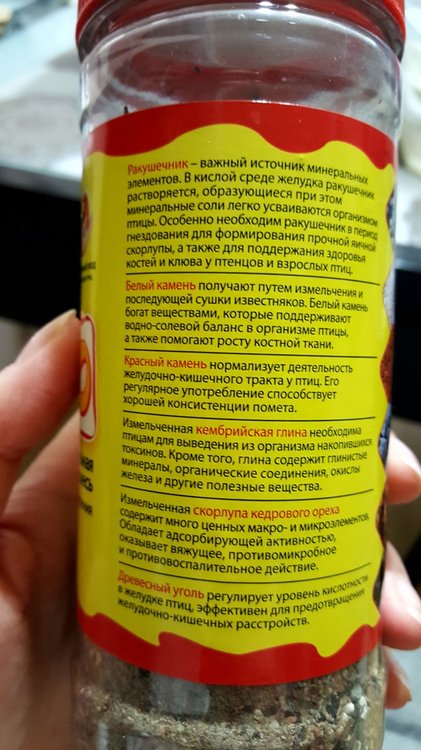 Ракушечник – важный источник минеральных
элементов. В кислой среде желудка ракушечник
растворяется, образующиеся при этом
минеральные соли легко усваиваются организмом
птицы. Особенно необходим ракушечник в период
гнездования для формирования прочной яичной
скорлупы, а также для поддержания здоровья
костей и клюва у птенцов и взрослых птиц.
Белый камень получают путем измельчения и
последующей сушки известняков. Белый камень
богат веществами, которые поддерживают
водно-солевой баланс в организме птицы,
а также помогают росту костной ткани.
Красный камень нормализует деятельность
желудочно-кишечного тракта у птиц. Его
регулярное употребление способствует
хорошей консистенции помета.
Измельченная кембрийская глина необходима
птицам для выведения из организма накопившихся
токсинов. Кроме того, глина содержит глинистые
минералы, органические соединения, окислы
железа и другие полезные вещества.
Измельченная скорлупа кедрового ореха
содержит много ценных макро- и микроэлементов.
Обладает адсорбирующей активностью,
оказывает вяжущее, противомикробное
и противовоспалительное действие.
Древесный уголь регулирует уровень кислотности
в желудке птиц, эффективен для предотвращения
желудочно-кишечных расстройств.